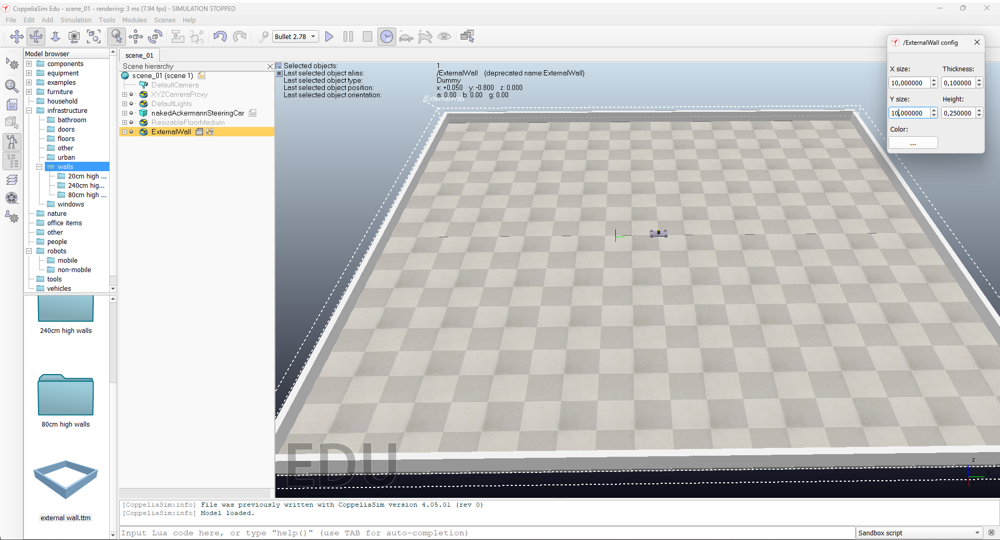 CoppeliaSim Edu - scene_01 - rendering: 3 ms (7.94 fps) - SIMULATION STOPPED
File Edit Add Simulation Tools Modules Scenes Help
Bullet 2.78
RT
Model browser
components
equipment
examples
furniture
household
infrastructure
bathroom
doors
floors
other
urban
walls
20cm high ...
240cm hig...
80cm high ...
windows
nature
office items
other
people
robots
mobile
non-mobile
tools
vehicles
240cm high walls
80cm high walls
external wall.ttm
scene_01
Scene hierarchy
scene_01 (scene 1)
DefaultCamera
XYZCameraProxy
DefaultLights
nakedAckermannSteeringCar
ResizableFloorMedium
ExternalWall
Selected objects: 1
Last selected object alias: /ExternalWall (deprecated name:ExternalWall)
Last selected object type: Dummy
Last selected object position: x: +0.050 y: -0.800 z: 0.000
Last selected object orientation: a: 0.00 b: 0.00 g: 0.00
/ExternalWall
/ExternalWall config
X size: Thickness:
10,000000 0,100000
Y size: Height:
10,000000 0,250000
Color:
...
EDU
z
y
x
[CoppeliaSim:info] File was previously written with CoppeliaSim version 4.05.01 (rev 0)
[CoppeliaSim:info] Model loaded.
Input Lua code here, or type "help()" (use TAB for auto-completion)
Sandbox script